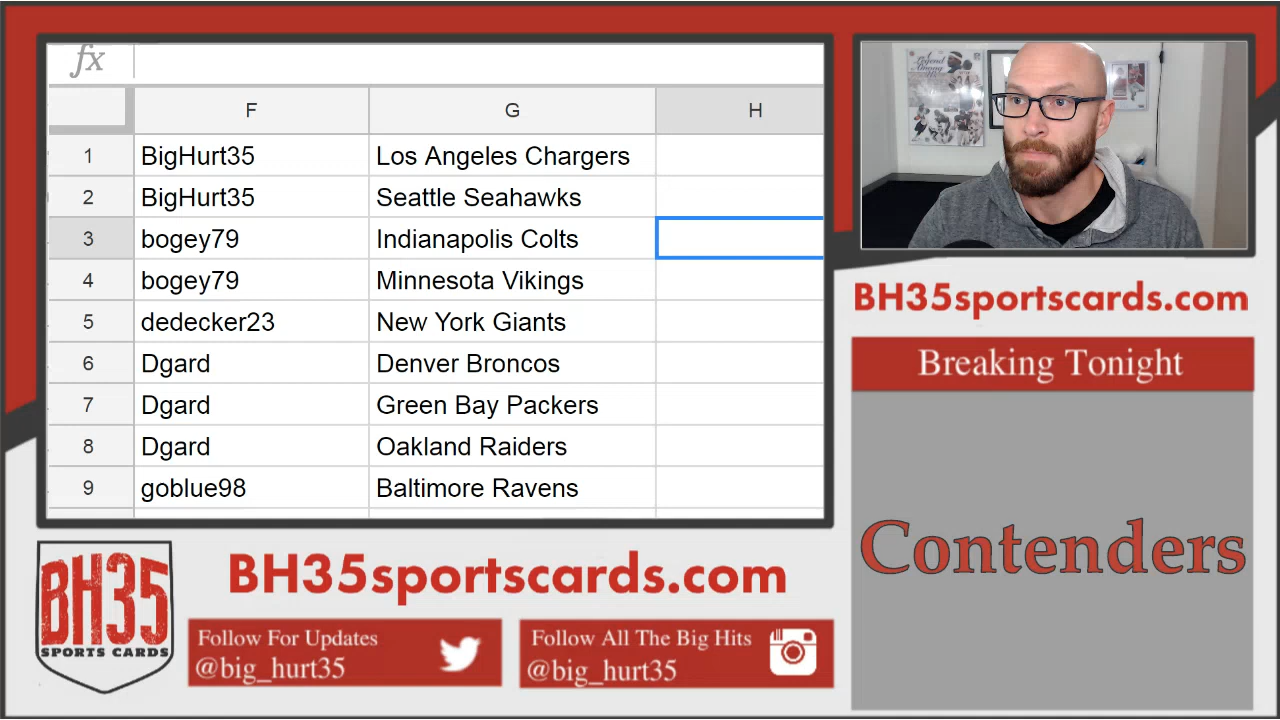 fx
F G H
1 BigHurt35 Los Angeles Chargers
2 BigHurt35 Seattle Seahawks
3 bogey79 Indianapolis Colts
4 bogey79 Minnesota Vikings
5 dedecker23 New York Giants
6 Dgard Denver Broncos
7 Dgard Green Bay Packers
8 Dgard Oakland Raiders
9 goblue98 Baltimore Ravens
BH35sportscards.com
Breaking Tonight
Contenders
BH35
SPORTS CARDS
BH35sportscards.com
Follow For Updates
@big_hurt35
Follow All The Big Hits
@big_hurt35